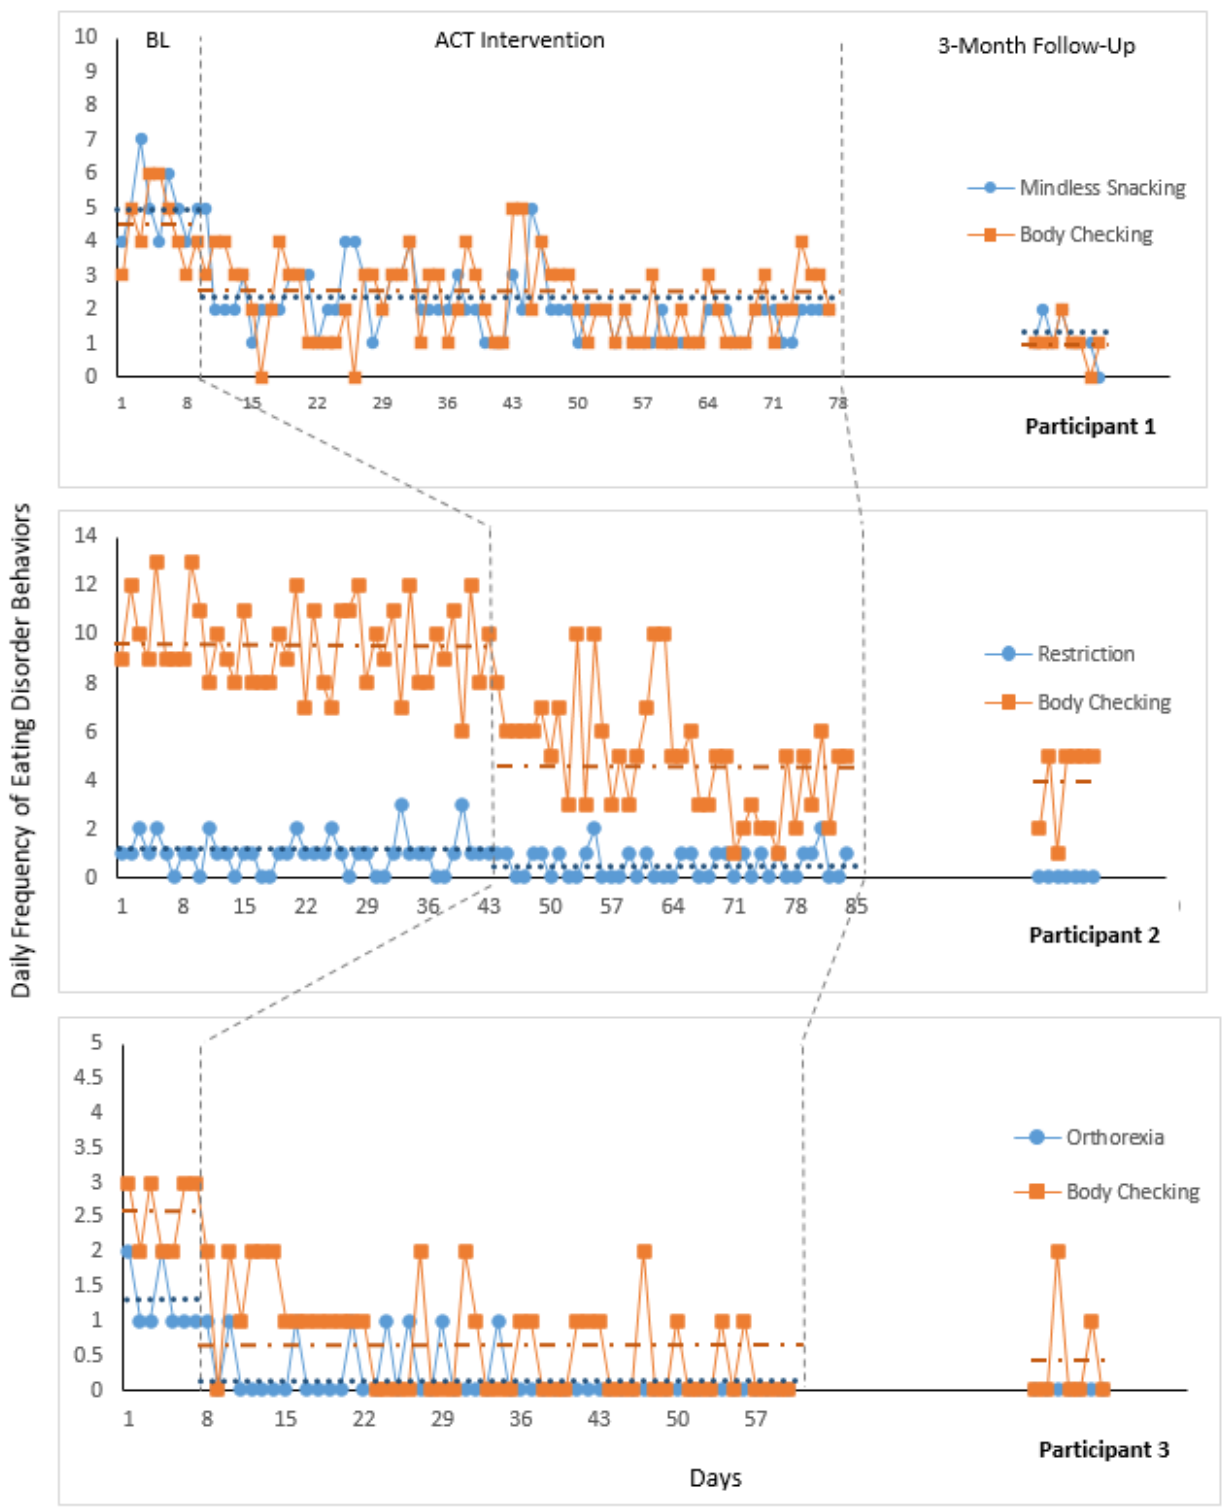 BL ACT Intervention 3-Month Follow-Up
10
9
8
7
6
5
4
3
2
1
0
Mindless Snacking
Body Checking
1 8 15 22 29 36 43 50 57 64 71 78
Participant 1
Daily Frequency of Eating Disorder Behaviors
14
12
10
8
6
4
2
0
Restriction
Body Checking
1 8 15 22 29 36 43 50 57 64 71 78 85
Participant 2
5
4.5
4
3.5
3
2.5
2
1.5
1
0.5
0
Orthorexia
Body Checking
1 8 15 22 29 36 43 50 57
Participant 3
Days